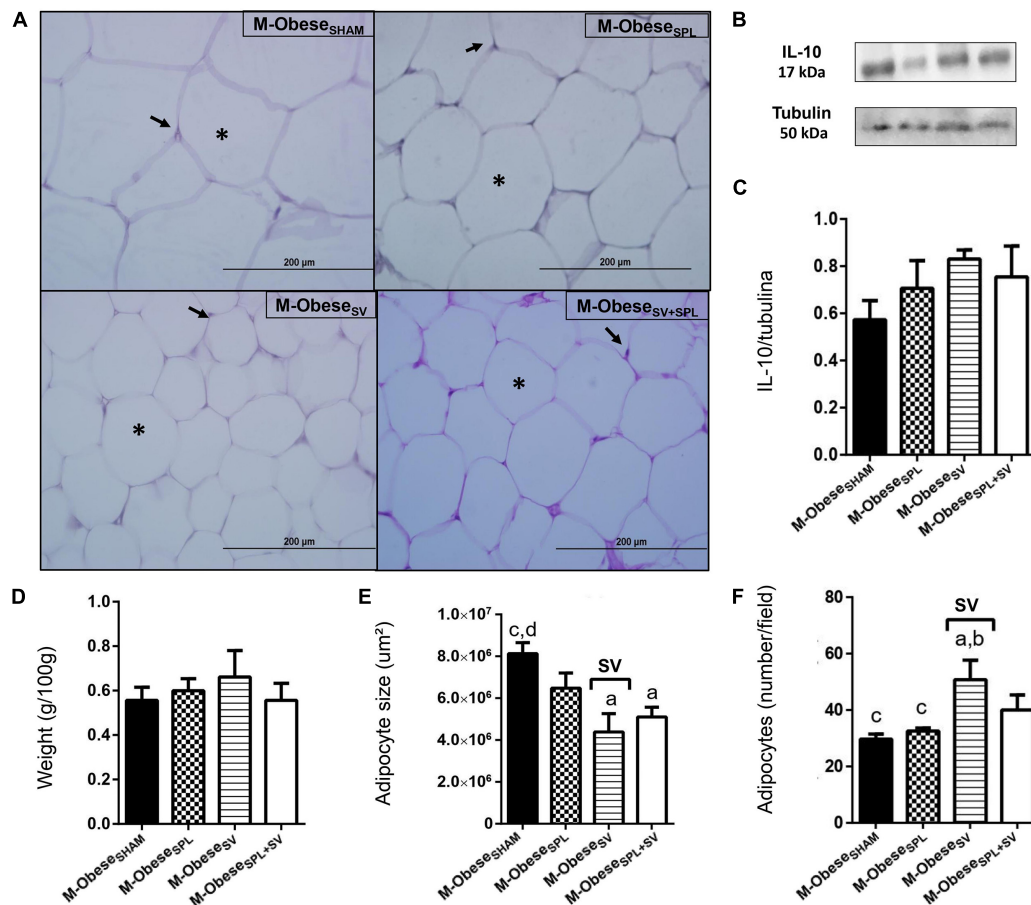 A
M-ObeseSHAM
M-ObeseSPL
*
*
200 µm
200 µm
M-ObeseSV
M-ObeseSV+SPL
*
*
200 µm
200 µm
B
IL-10
17 kDa
Tubulin
50 kDa
C
IL-10/tubulina
1.0
0.8
0.6
0.4
0.2
0.0
M-ObeseSHAM
M-ObeseSPL
M-ObeseSV
M-ObeseSPL+SV
D
Weight (g/100g)
1.0
0.8
0.6
0.4
0.2
0.0
M-ObeseSHAM
M-ObeseSPL
M-ObeseSV
M-ObeseSPL+SV
E
Adipocyte size (um²)
1.0×10⁷
8.0×10⁶
6.0×10⁶
4.0×10⁶
2.0×10⁶
c,d
SV
a
a
M-ObeseSHAM
M-ObeseSPL
M-ObeseSV
M-ObeseSPL+SV
F
Adipocytes (number/field)
80
60
40
20
0
c
c
SV
a,b
M-ObeseSHAM
M-ObeseSPL
M-ObeseSV
M-ObeseSPL+SV